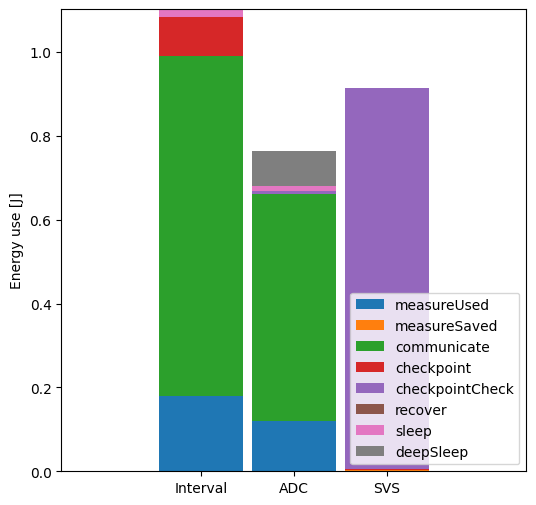 1.0
0.8
0.6
0.4
0.2
0.0
Energy use [J]
measureUsed
measureSaved
communicate
checkpoint
checkpointCheck
recover
sleep
deepSleep
Interval ADC SVS